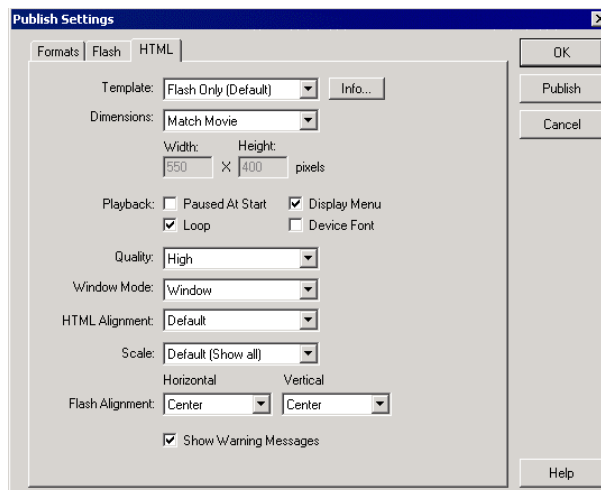 Publish Settings
Formats Flash HTML
OK
Template: Flash Only (Default) Info...
Publish
Dimensions: Match Movie
Cancel
Width: Height:
550 X 400 pixels
Playback: Paused At Start Display Menu
Loop Device Font
Quality: High
Window Mode: Window
HTML Alignment: Default
Scale: Default (Show all)
Horizontal Vertical
Flash Alignment: Center Center
Show Warning Messages
Help